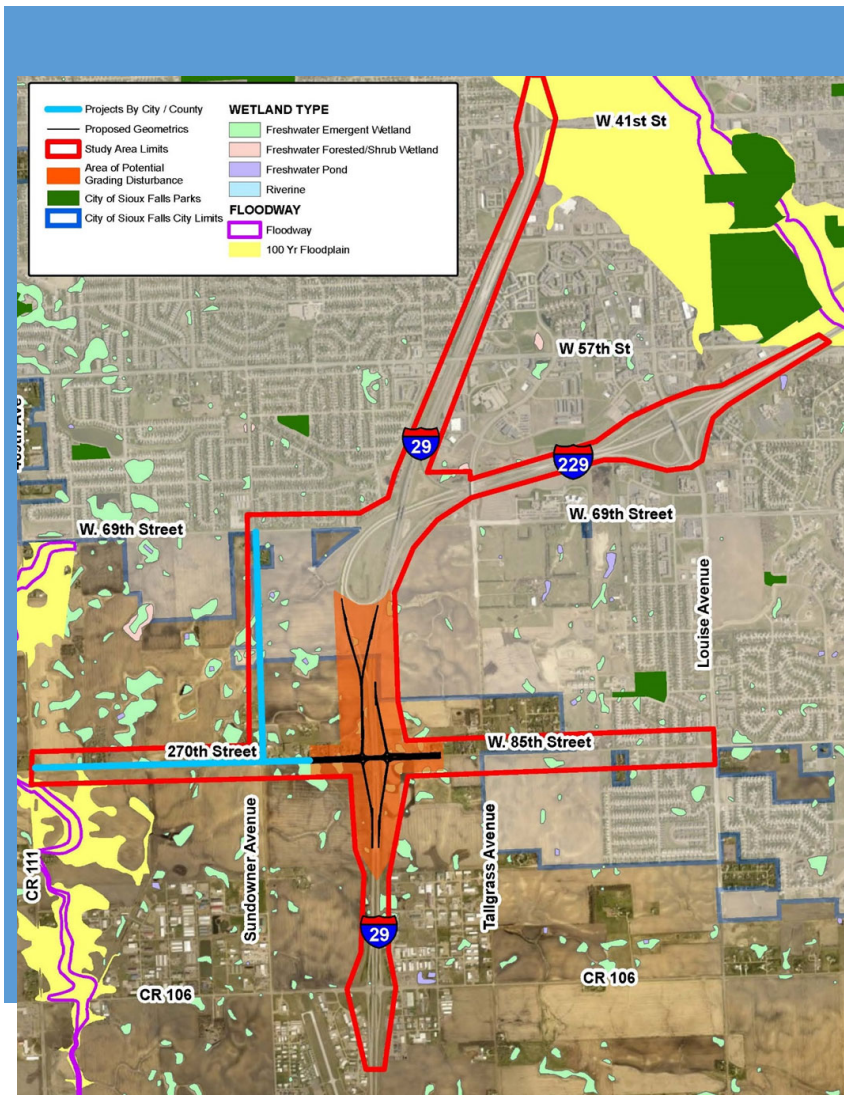 Projects By City / County
Proposed Geometrics
Study Area Limits
Area of Potential
Grading Disturbance
City of Sioux Falls Parks
City of Sioux Falls City Limits
WETLAND TYPE
Freshwater Emergent Wetland
Freshwater Forested/Shrub Wetland
Freshwater Pond
Riverine
FLOODWAY
Floodway
100 Yr Floodplain
W 41st St
W 57th St
29
229
W. 69th Street
W. 69th Street
Louise Avenue
270th Street
W. 85th Street
CR 111
Sundowner Avenue
Tallgrass Avenue
29
CR 106
CR 106